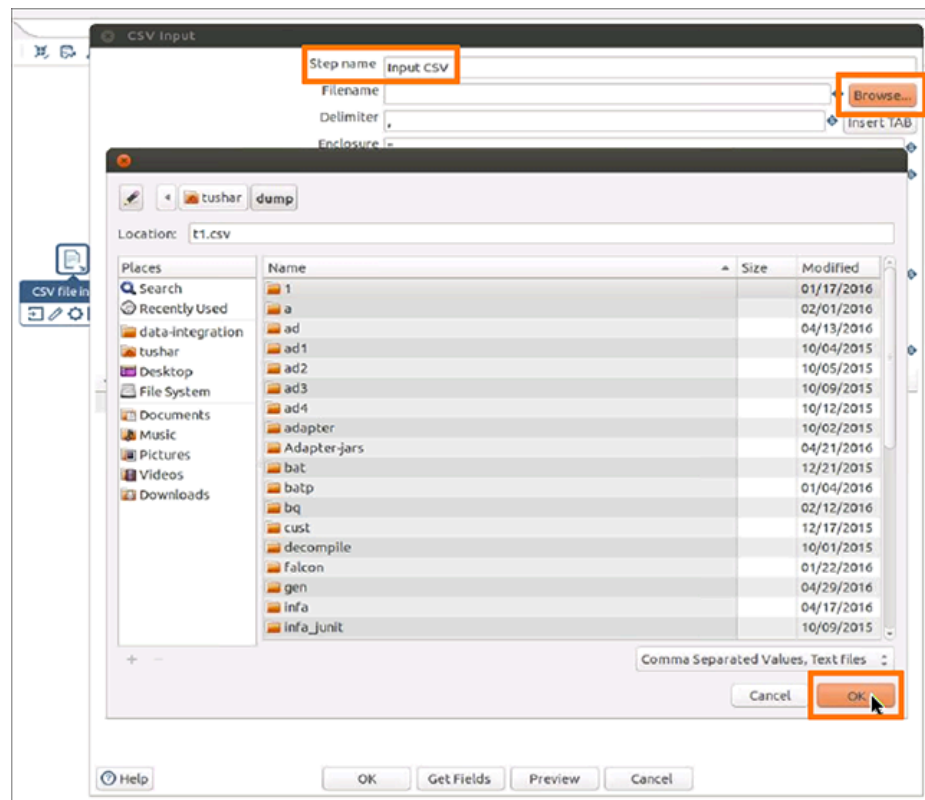 CSV Input
Step name Input CSV
Filename Browse...
Delimiter , Insert TAB
Enclosure "
tushar dump
Location: t1.csv
Places Name Size Modified
Search 1 01/17/2016
Recently Used a 02/01/2016
data-integration ad 04/13/2016
tushar ad1 10/04/2015
Desktop ad2 10/05/2015
File System ad3 10/09/2015
Documents ad4 10/12/2015
Music adapter 10/02/2015
Pictures Adapter-jars 04/21/2016
Videos bat 12/21/2015
Downloads batp 01/04/2016
bq 02/12/2016
cust 12/17/2015
decompile 10/01/2015
falcon 01/22/2016
gen 04/29/2016
infa 04/17/2016
infa_junit 10/09/2015
CSV file in
Comma Separated Values, Text files
Cancel OK
Help OK Get Fields Preview Cancel